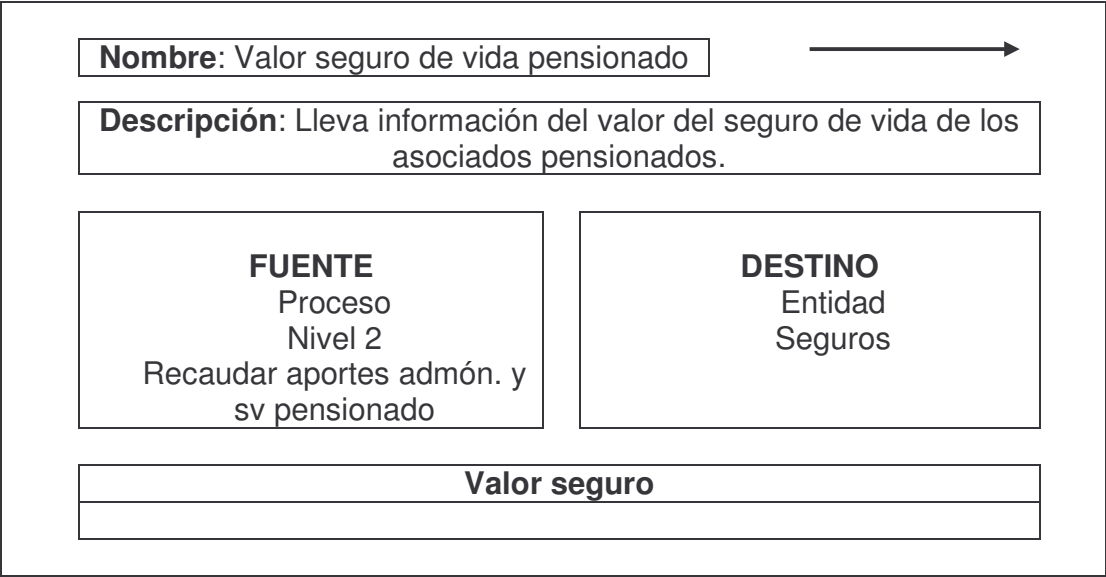 Nombre: Valor seguro de vida pensionado
Descripción: Lleva información del valor del seguro de vida de los
asociados pensionados.
FUENTE
Proceso
Nivel 2
Recaudar aportes admón. y
sv pensionado
DESTINO
Entidad
Seguros
Valor seguro